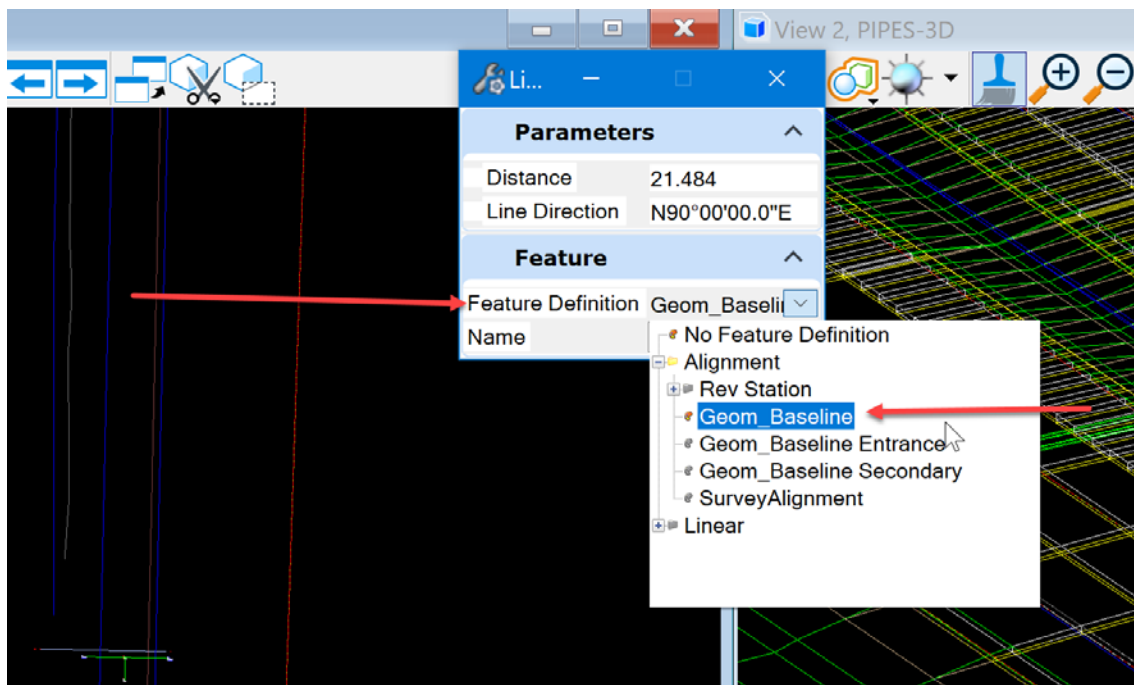 View 2, PIPES-3D
Li...
Parameters
Distance 21.484
Line Direction N90°00'00.0"E
Feature
Feature Definition Geom_Baseli
Name
No Feature Definition
Alignment
Rev Station
Geom_Baseline
Geom_Baseline Entrance
Geom_Baseline Secondary
SurveyAlignment
Linear